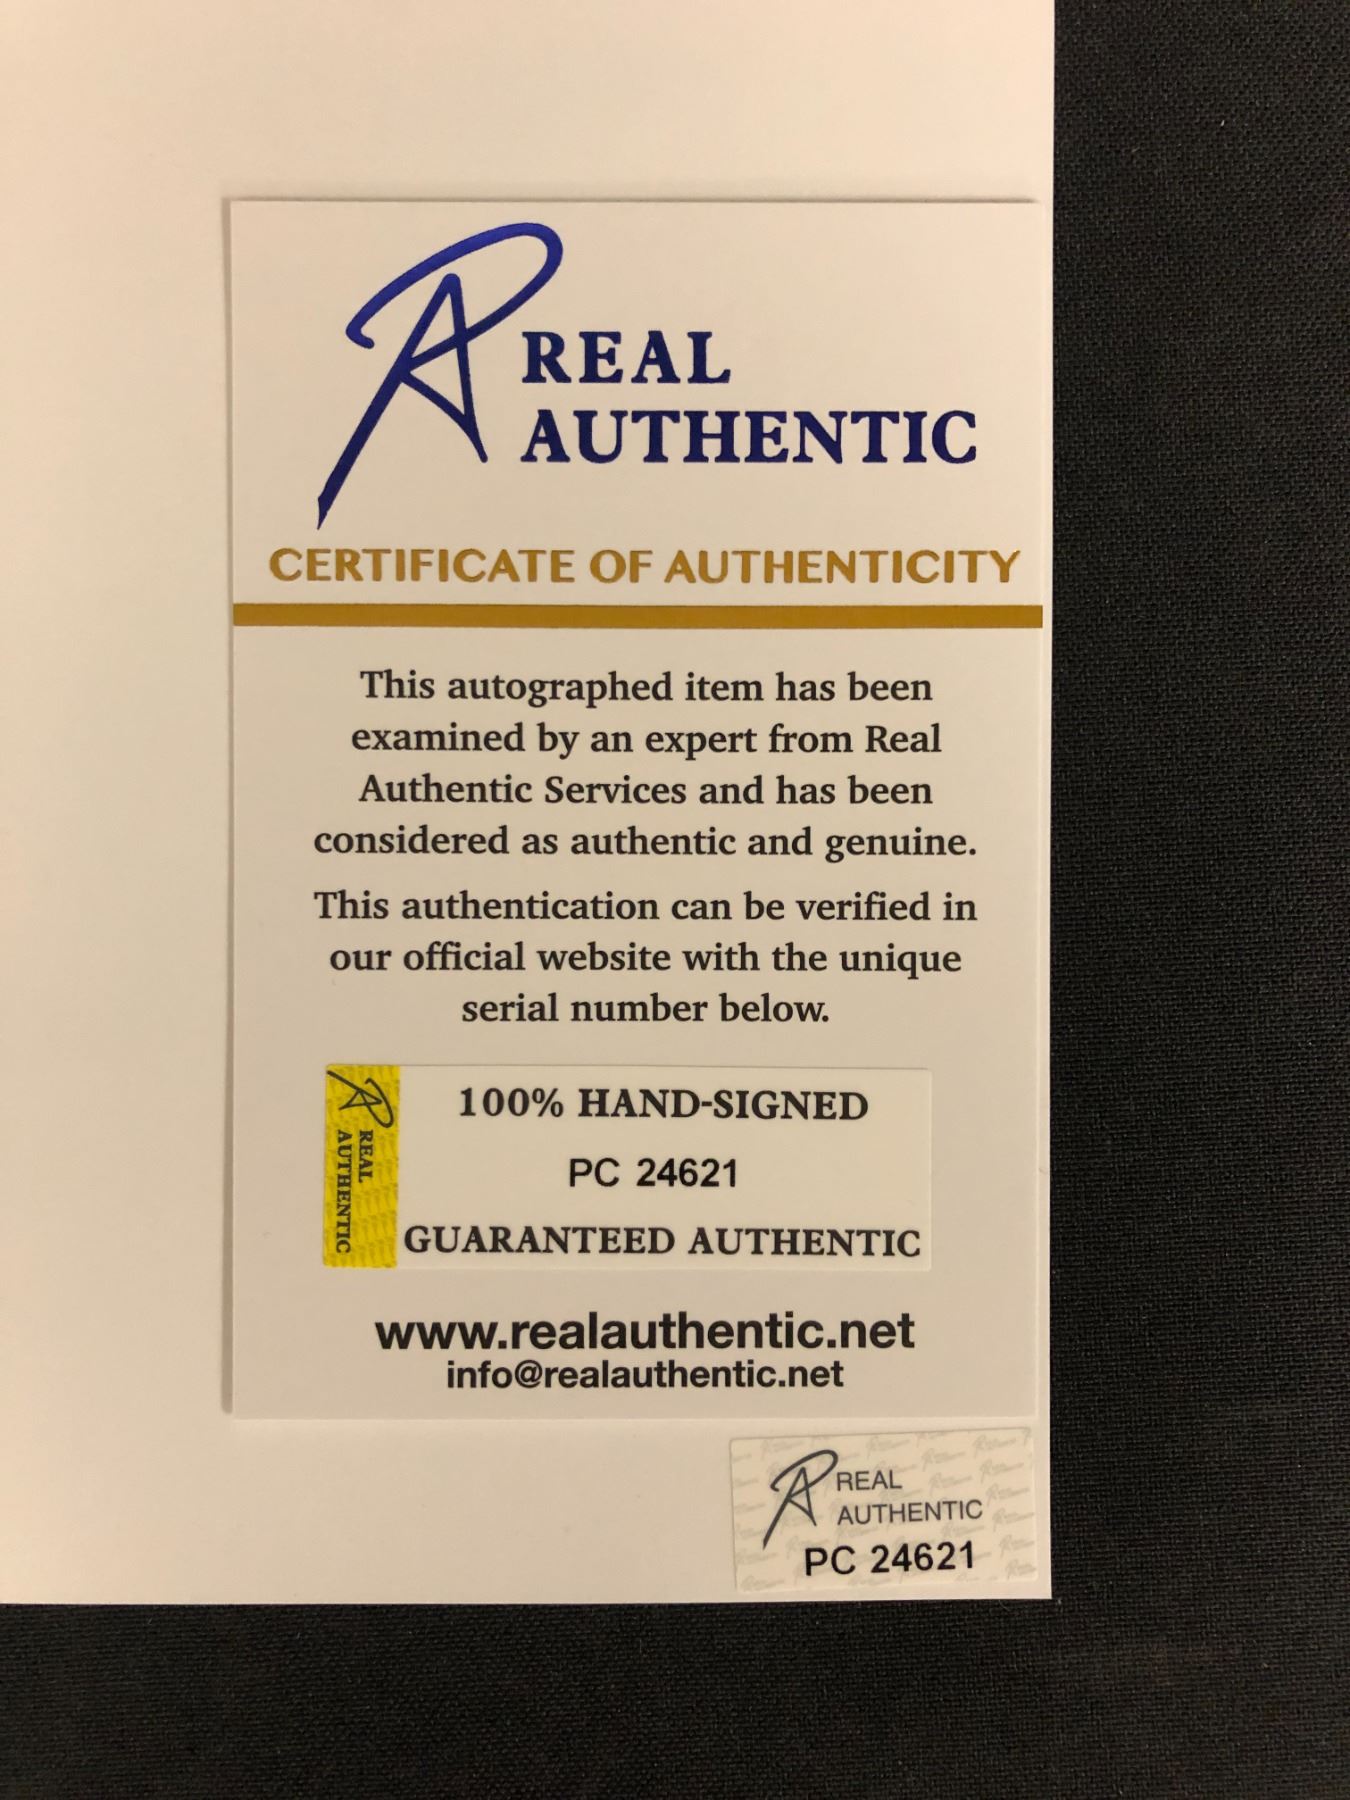 REAL
AUTHENTIC
CERTIFICATE OF AUTHENTICITY
This autographed item has been
examined by an expert from Real
Authentic Services and has been
considered as authentic and genuine.
This authentication can be verified in
our official website with the unique
serial number below.
REAL
AUTHENTIC
100% HAND-SIGNED
PC 24621
GUARANTEED AUTHENTIC
www.realauthentic.net
info@realauthentic.net
REAL
AUTHENTIC
PC 24621